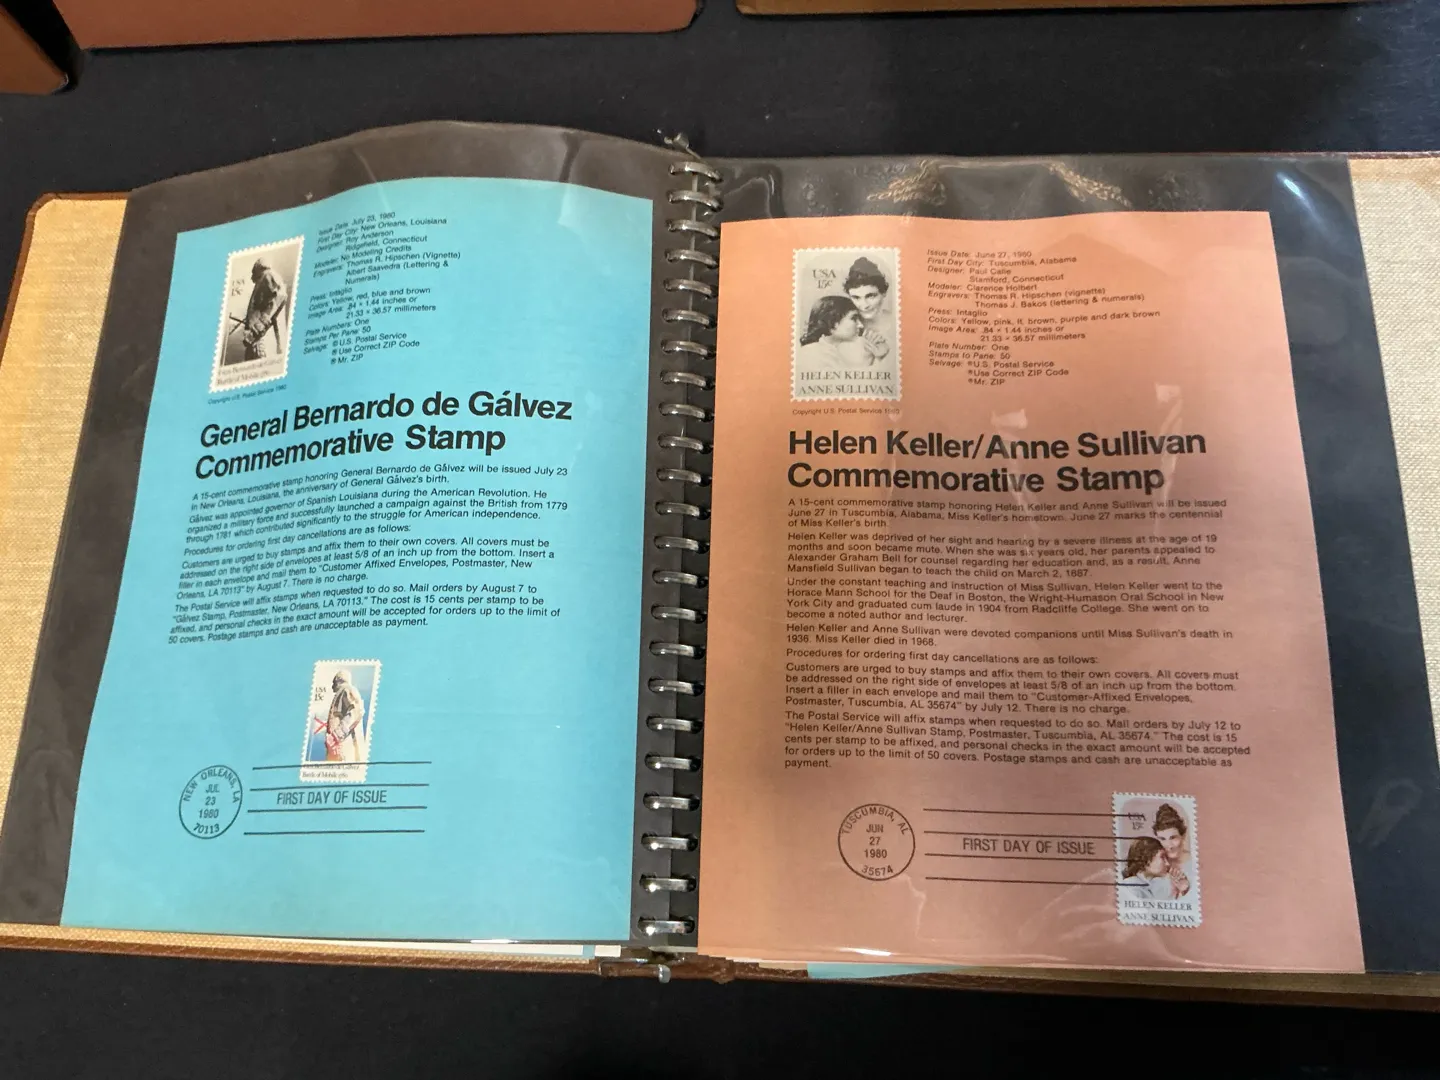 USA
15c
Battle of Mobile 1780
Copyright U.S. Postal Service 1980
Issue Date: July 23, 1980
First Day City: New Orleans, Louisiana
Designer: Roy Anderson
Ridgefield, Connecticut
Modeler: No Modeling Credits
Engravers: Thomas R. Hipschen (Vignette)
Albert Saavedra (Lettering &
Numerals)
Press: Intaglio
Colors: Yellow, red, blue and brown
Image Area: .84 x 1.44 inches or
21.33 x 36.57 millimeters
Plate Numbers: One
Stamps Per Pane: 50
Selvage: ®U.S. Postal Service
®Use Correct ZIP Code
®Mr. ZIP
General Bernardo de Gálvez
Commemorative Stamp
A 15-cent commemorative stamp honoring General Bernardo de Gálvez will be issued July 23
in New Orleans, Louisiana, the anniversary of General Gálvez's birth.
Gálvez was appointed governor of Spanish Louisiana during the American Revolution. He
organized a military force and successfully launched a campaign against the British from 1779
through 1781 which contributed significantly to the struggle for American independence.
Procedures for ordering first day cancellations are as follows:
Customers are urged to buy stamps and affix them to their own covers. All covers must be
addressed on the right side of envelopes at least 5/8 of an inch up from the bottom. Insert a
filler in each envelope and mail them to "Customer Affixed Envelopes, Postmaster, New
Orleans, LA 70113" by August 7. There is no charge.
The Postal Service will affix stamps when requested to do so. Mail orders by August 7 to
"Gálvez Stamp, Postmaster, New Orleans, LA 70113." The cost is 15 cents per stamp to be
affixed, and personal checks in the exact amount will be accepted for orders up to the limit of
50 covers. Postage stamps and cash are unacceptable as payment.
USA
15c
Battle of Mobile 1780
NEW ORLEANS, LA
JUL
23
1980
70113
FIRST DAY OF ISSUE
USA
15c
HELEN KELLER
ANNE SULLIVAN
Copyright U.S. Postal Service 1980
Issue Date: June 27, 1980
First Day City: Tuscumbia, Alabama
Designer: Paul Calle
Stamford, Connecticut
Modeler: Clarence Holbert
Engravers: Thomas R. Hipschen (vignette)
Thomas J. Bakos (lettering & numerals)
Press: Intaglio
Colors: Yellow, pink, lt. brown, purple and dark brown
Image Area: .84 x 1.44 inches or
21.33 x 36.57 millimeters
Plate Number: One
Stamps to Pane: 50
Selvage: ®U.S. Postal Service
®Use Correct ZIP Code
®Mr. ZIP
Helen Keller/Anne Sullivan
Commemorative Stamp
A 15-cent commemorative stamp honoring Helen Keller and Anne Sullivan will be issued
June 27 in Tuscumbia, Alabama, Miss Keller's hometown. June 27 marks the centennial
of Miss Keller's birth.
Helen Keller was deprived of her sight and hearing by a severe illness at the age of 19
months and soon became mute. When she was six years old, her parents appealed to
Alexander Graham Bell for counsel regarding her education and, as a result, Anne
Mansfield Sullivan began to teach the child on March 2, 1887.
Under the constant teaching and instruction of Miss Sullivan, Helen Keller went to the
Horace Mann School for the Deaf in Boston, the Wright-Humason Oral School in New
York City and graduated cum laude in 1904 from Radcliffe College. She went on to
become a noted author and lecturer.
Helen Keller and Anne Sullivan were devoted companions until Miss Sullivan's death in
1936. Miss Keller died in 1968.
Procedures for ordering first day cancellations are as follows:
Customers are urged to buy stamps and affix them to their own covers. All covers must
be addressed on the right side of envelopes at least 5/8 of an inch up from the bottom.
Insert a filler in each envelope and mail them to "Customer-Affixed Envelopes,
Postmaster, Tuscumbia, AL 35674" by July 12. There is no charge.
The Postal Service will affix stamps when requested to do so. Mail orders by July 12 to
"Helen Keller/Anne Sullivan Stamp, Postmaster, Tuscumbia, AL 35674." The cost is 15
cents per stamp to be affixed, and personal checks in the exact amount will be accepted
for orders up to the limit of 50 covers. Postage stamps and cash are unacceptable as
payment.
TUSCUMBIA, AL
JUN
27
1980
35674
FIRST DAY OF ISSUE
USA
15c
HELEN KELLER
ANNE SULLIVAN